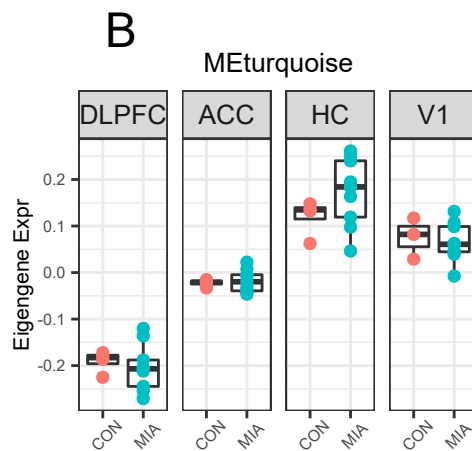 B
MEturquoise
DLPFC ACC HC V1
Eigengene Expr
0.2
0.1
0.0
-0.1
-0.2
CON MIA CON MIA CON MIA CON MIA